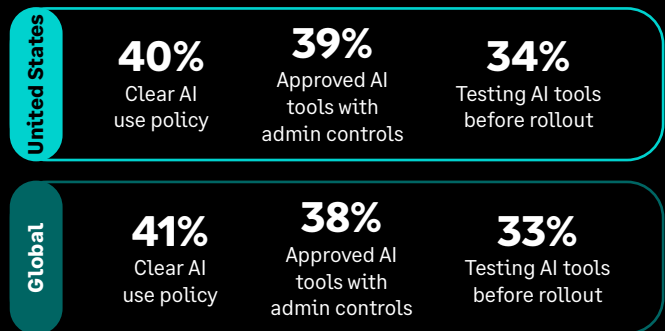 United States
40%
Clear AI
use policy
39%
Approved AI
tools with
admin controls
34%
Testing AI tools
before rollout
Global
41%
Clear AI
use policy
38%
Approved AI
tools with
admin controls
33%
Testing AI tools
before rollout